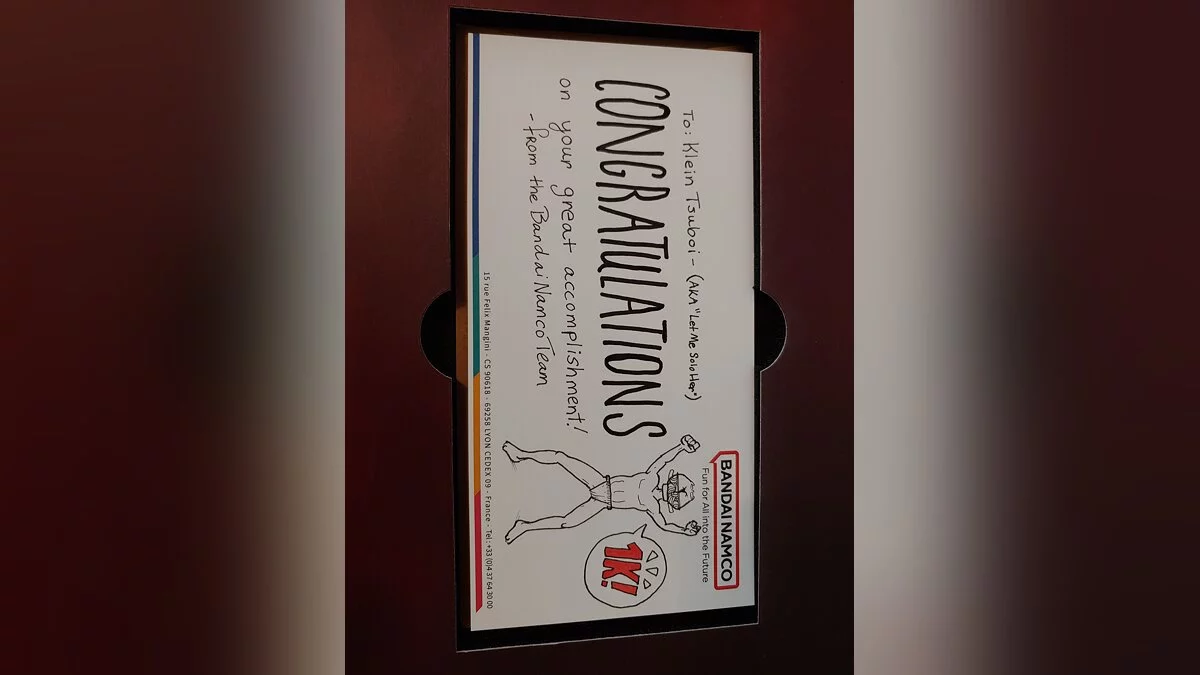 BANDAI NAMCO
Fun for All into the Future
To: Klein Tsuboi - (AKA "Let Me Solo Her")
CONGRATULATIONS
on your great accomplishment!
- from the Bandai Namco Team
1K!
15 rue Felix Mangini - CS 90618 - 69258 LYON CEDEX 09 - France - Tel: +33 (0)4 37 64 30 00